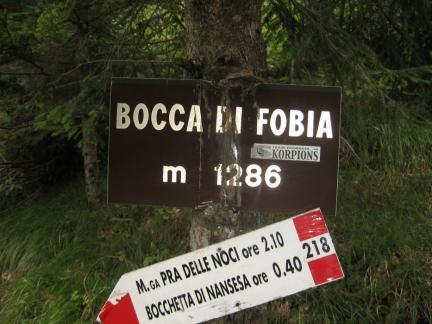 BOCCA DI FOBIA
KORPIONS
m 1286
M.GA PRA DELLE NOCI ore 2.10
218
BOCCHETTA DI NANSESA ore 0.40